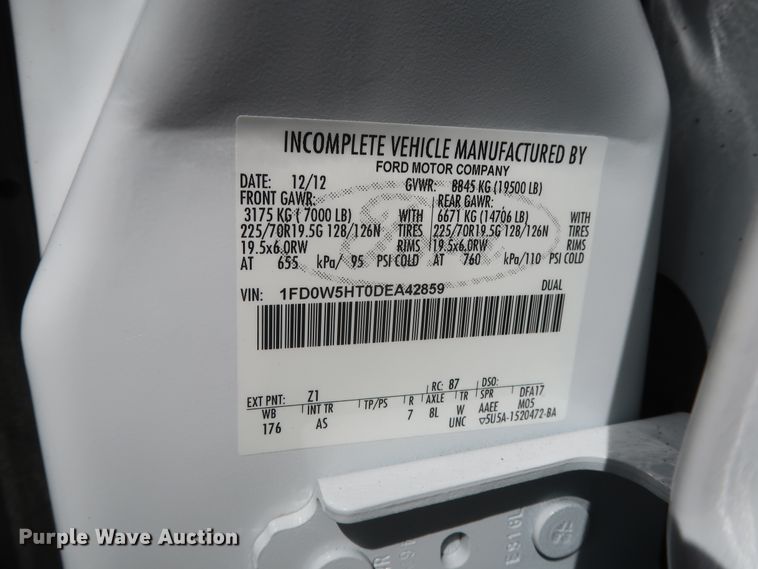 INCOMPLETE VEHICLE MANUFACTURED BY
FORD MOTOR COMPANY
DATE: 12/12 GVWR: 8845 KG (19500 LB)
FRONT GAWR: REAR GAWR:
3175 KG ( 7000 LB) WITH 6671 KG (14706 LB) WITH
225/70R19.5G 128/126N TIRES 225/70R19.5G 128/126N TIRES
19.5x6.0RW RIMS 19.5x6.0RW RIMS
AT 655 kPa/ 95 PSI COLD AT 760 kPa/110 PSI COLD
VIN: 1FD0W5HT0DEA42859 DUAL
EXT PNT: Z1 RC: 87 DSO:
WB INT TR TP/PS R AXLE TR SPR DFA17
176 AS 7 8L W AAEE M05
UNC 5U5A-1520472-BA
Purple Wave Auction